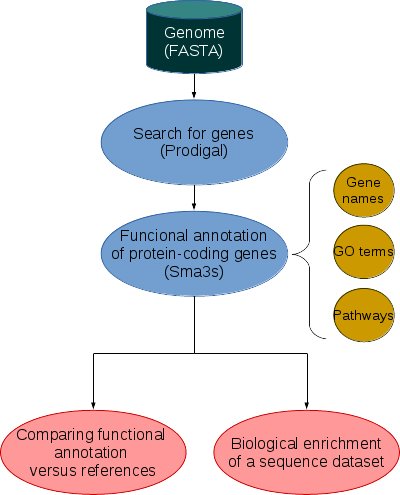 Genome
(FASTA)
Search for genes
(Prodigal)
Funcional annotation
of protein-coding genes
(Sma3s)
Gene
names
GO terms
Pathways
Comparing functional
annotation
versus references
Biological enrichment
of a sequence dataset